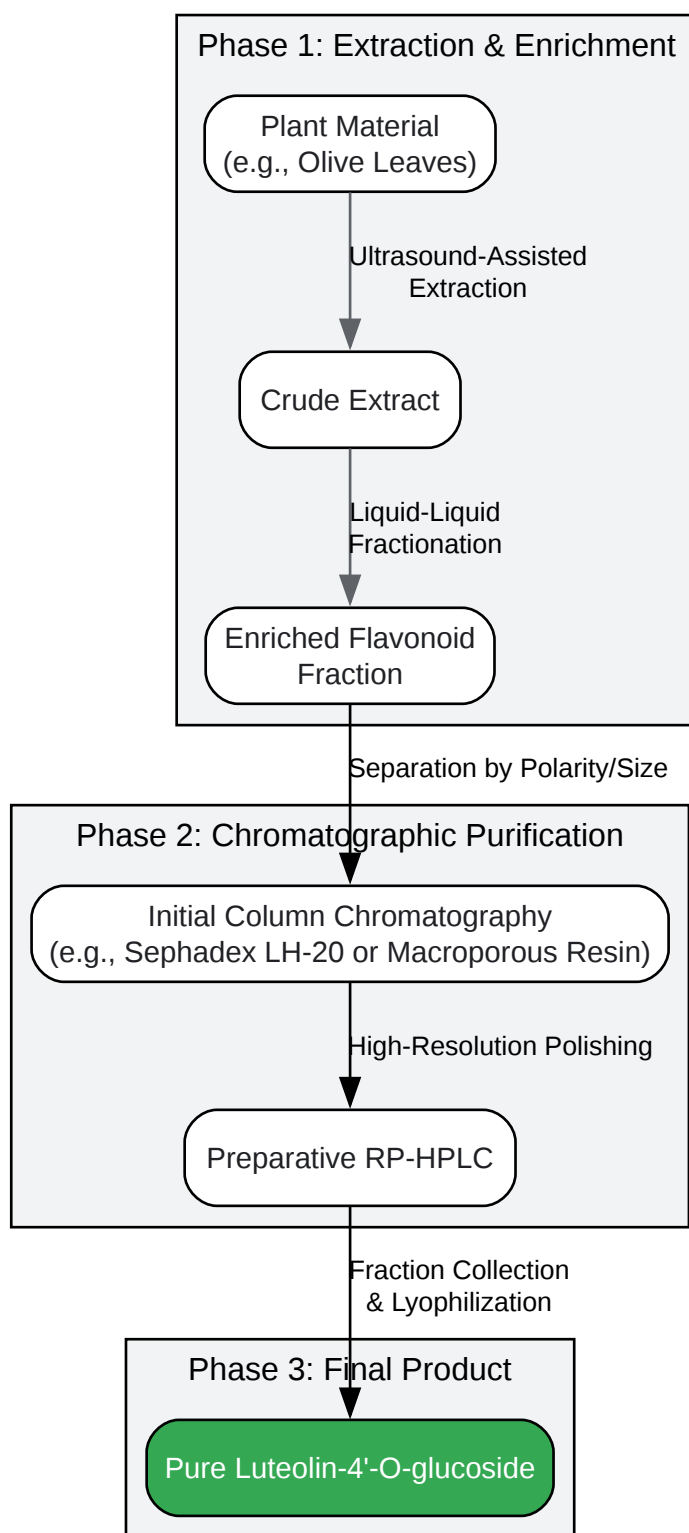 Phase 1: Extraction & Enrichment
Plant Material
(e.g., Olive Leaves)
Ultrasound-Assisted
Extraction
Crude Extract
Liquid-Liquid
Fractionation
Enriched Flavonoid
Fraction
Separation by Polarity/Size
Phase 2: Chromatographic Purification
Initial Column Chromatography
(e.g., Sephadex LH-20 or Macroporous Resin)
High-Resolution Polishing
Preparative RP-HPLC
Fraction Collection
& Lyophilization
Phase 3: Final Product
Pure Luteolin-4'-O-glucoside